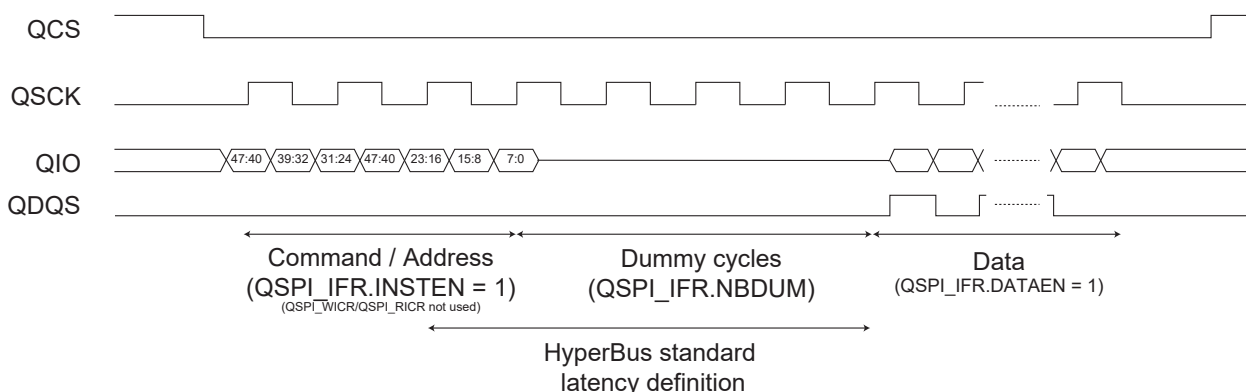 QCS
QSCK
QIO
47:40 39:32 31:24 47:40 23:16 15:8 7:0
QDQS
Command / Address
(QSPI_IFR.INSTEN = 1)
(QSPI_WICR/QSPI_RICR not used)
Dummy cycles
(QSPI_IFR.NBDUM)
Data
(QSPI_IFR.DATAEN = 1)
HyperBus standard
latency definition